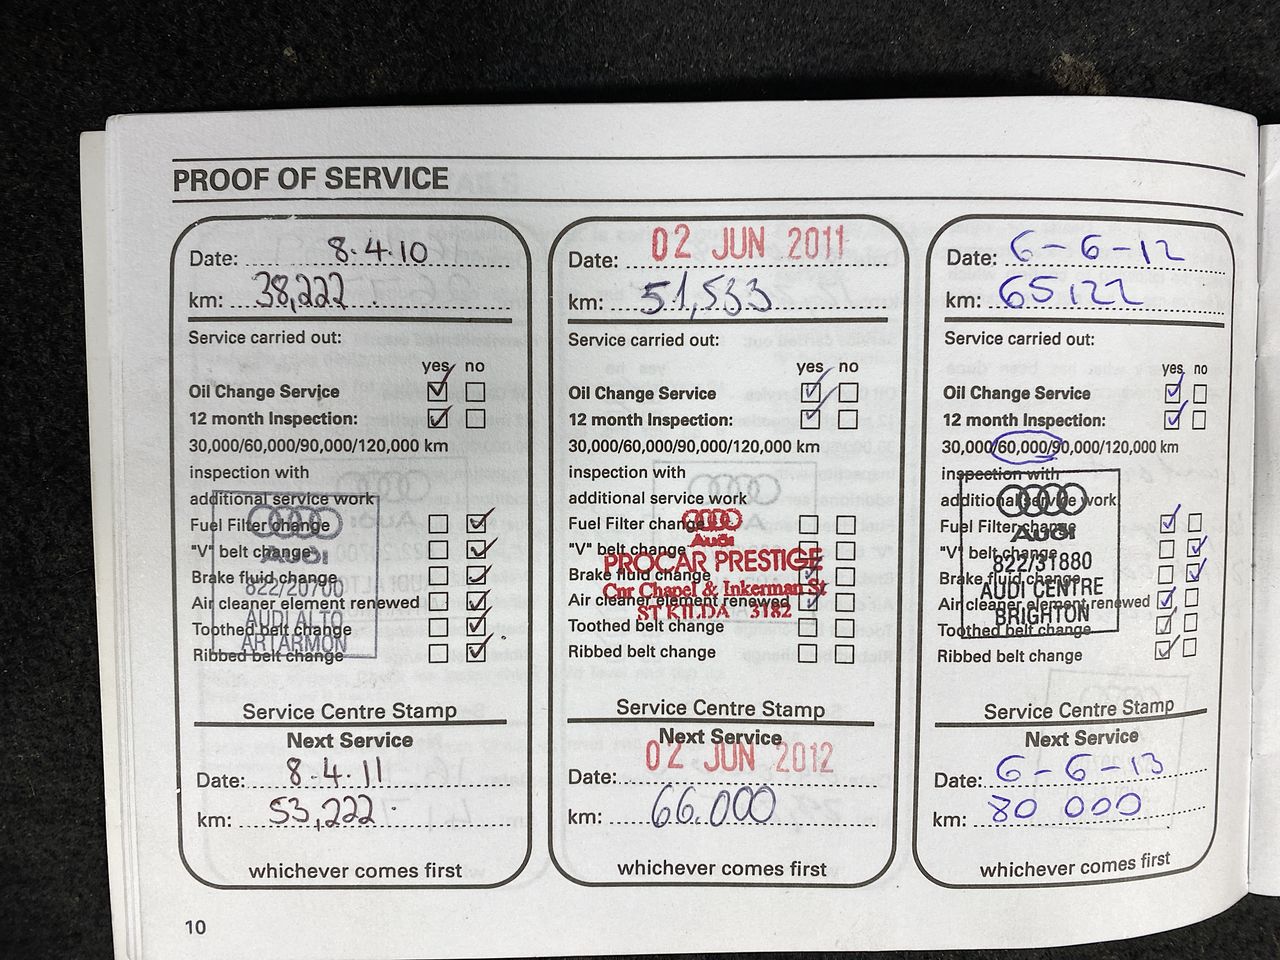 PROOF OF SERVICE
Date: 8.4.10
km: 38,222
Service carried out:
yes no
Oil Change Service
12 month Inspection:
30,000/60,000/90,000/120,000 km
inspection with
additional service work
Fuel Filter change
"V" belt change
Brake fluid change
Air cleaner element renewed
Toothed belt change
Ribbed belt change
AUDI
822/20700
AUDI ALTO
ARTARMON
Service Centre Stamp
Next Service
Date: 8.4.11
km: 53,222
whichever comes first
Date: 02 JUN 2011
km: 51,533
Service carried out:
yes no
Oil Change Service
12 month Inspection:
30,000/60,000/90,000/120,000 km
inspection with
additional service work
Fuel Filter change
"V" belt change
Brake fluid change
Air cleaner element renewed
Toothed belt change
Ribbed belt change
Audi
PROCAR PRESTIGE
Cnr Chapel & Inkerman St
ST KILDA 3182
Service Centre Stamp
Next Service
Date: 02 JUN 2012
km: 66.000
whichever comes first
Date: 6-6-12
km: 65122
Service carried out:
yes no
Oil Change Service
12 month Inspection:
30,000/60,000/90,000/120,000 km
inspection with
additional service work
Fuel Filter change
"V" belt change
Brake fluid change
Air cleaner element renewed
Toothed belt change
Ribbed belt change
Audi
822/31880
AUDI CENTRE
BRIGHTON
Service Centre Stamp
Next Service
Date: 6-6-13
km: 80 000
whichever comes first
10